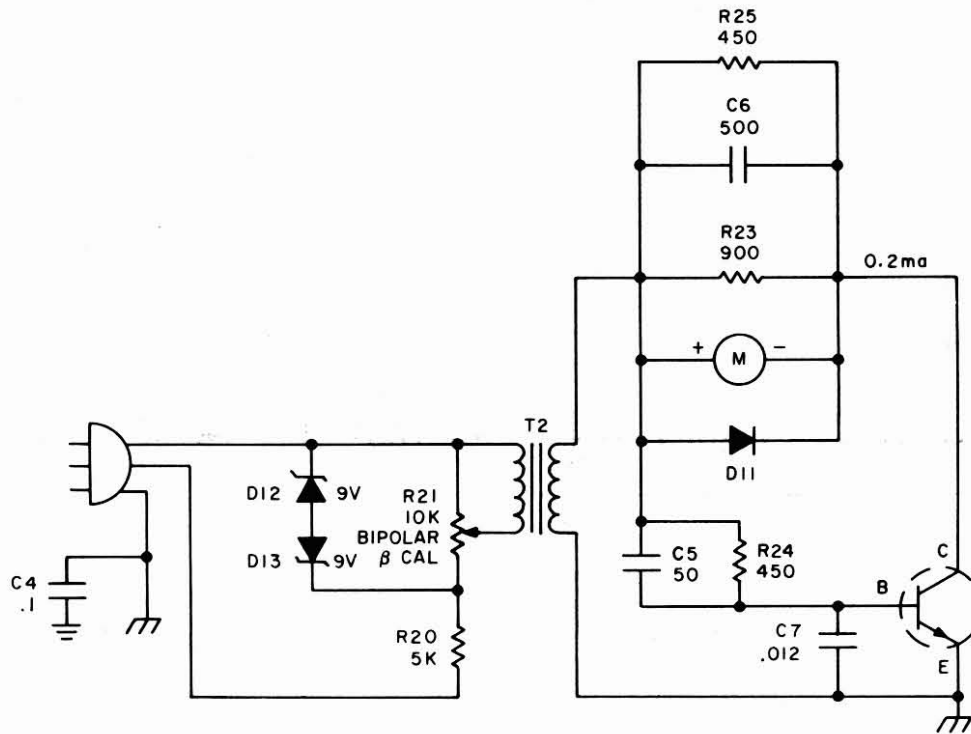 R25
450
C6
500
R23
900
0.2ma
+ M -
T2
D11
D12 9V
R21
10K
BIPOLAR
β CAL
D13 9V
C5
50
R24
450
C4
.1
R20
5K
C7
.012
B
C
E